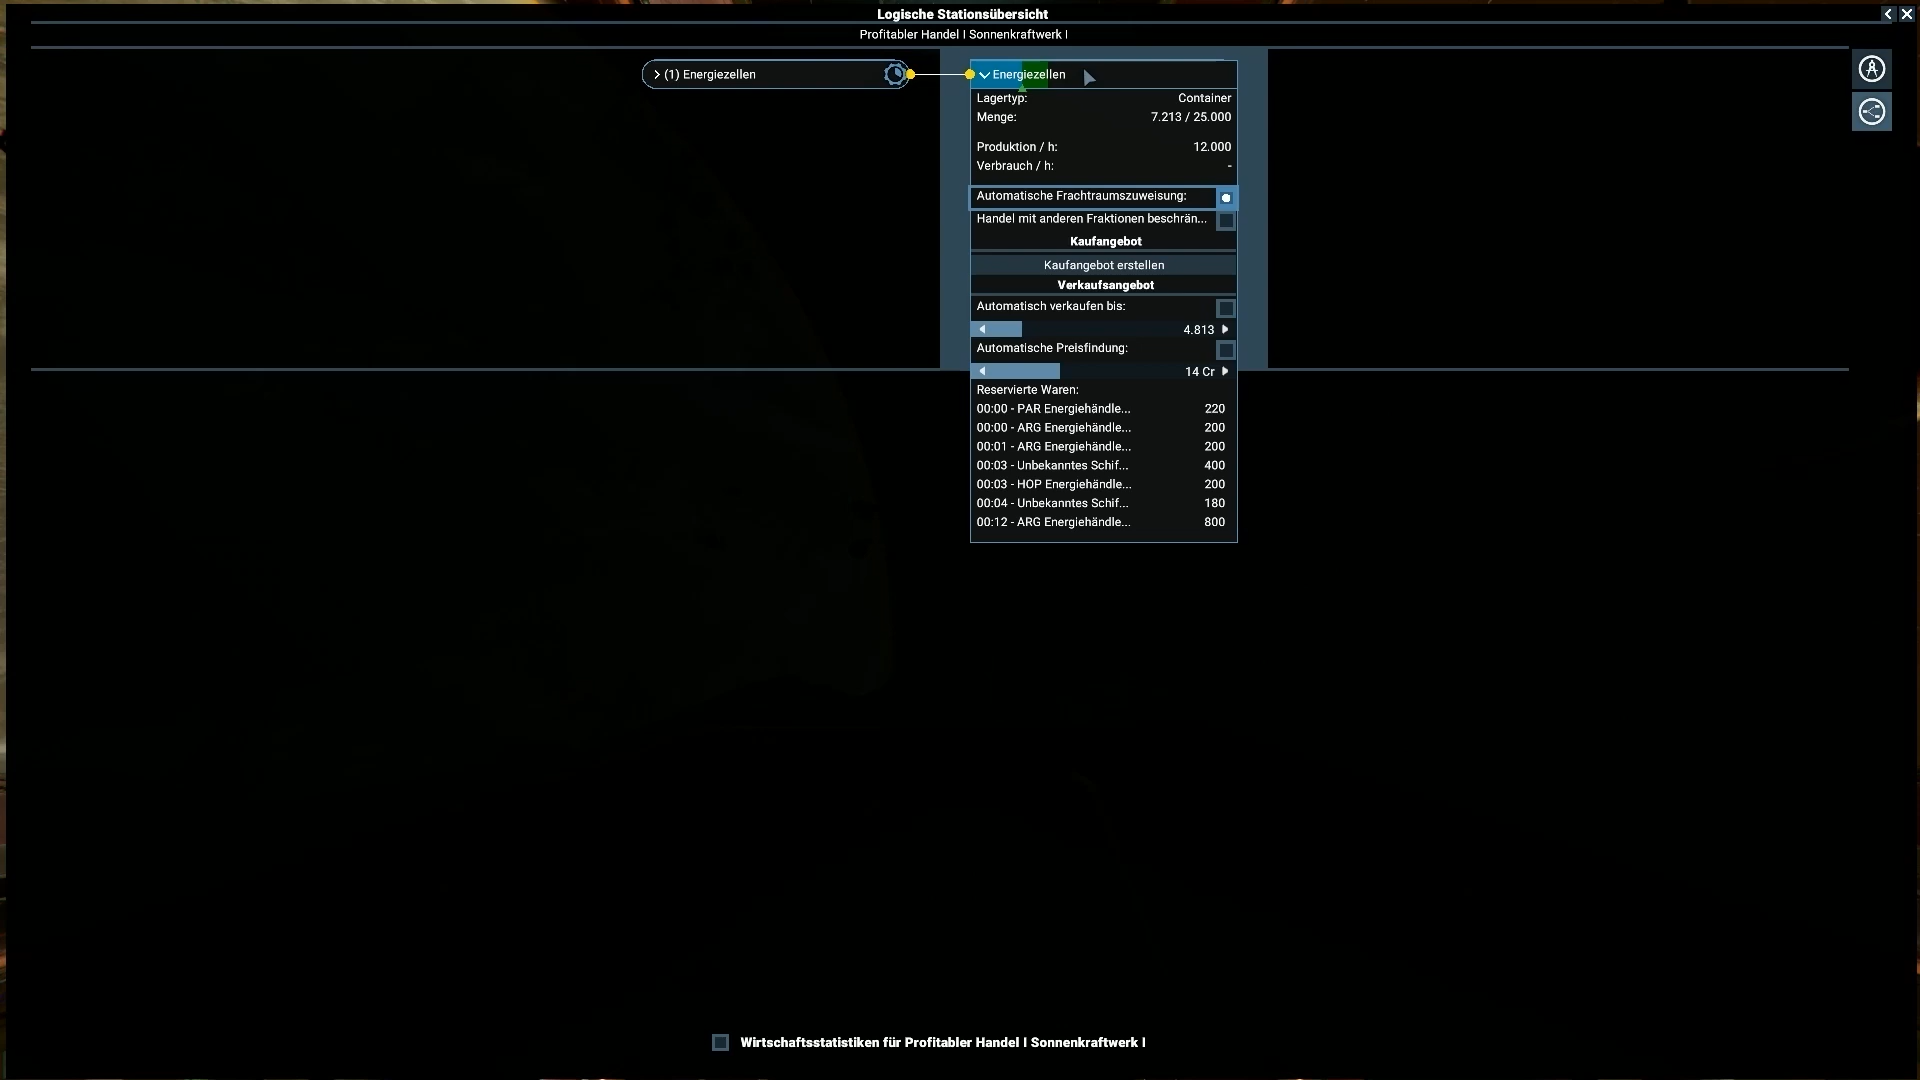 Logische Stationsübersicht
Profitabler Handel I Sonnenkraftwerk I
(1) Energiezellen
Energiezellen
Lagertyp: Container
Menge: 7.213 / 25.000
Produktion / h: 12.000
Verbrauch / h: -
Automatische Frachtraumszuweisung:
Handel mit anderen Fraktionen beschrän...
Kaufangebot
Kaufangebot erstellen
Verkaufsangebot
Automatisch verkaufen bis:
4.813
Automatische Preisfindung:
14 Cr
Reservierte Waren:
00:00 - PAR Energiehändle... 220
00:00 - ARG Energiehändle... 200
00:01 - ARG Energiehändle... 200
00:03 - Unbekanntes Schif... 400
00:03 - HOP Energiehändle... 200
00:04 - Unbekanntes Schif... 180
00:12 - ARG Energiehändle... 800
Wirtschaftsstatistiken für Profitabler Handel I Sonnenkraftwerk I